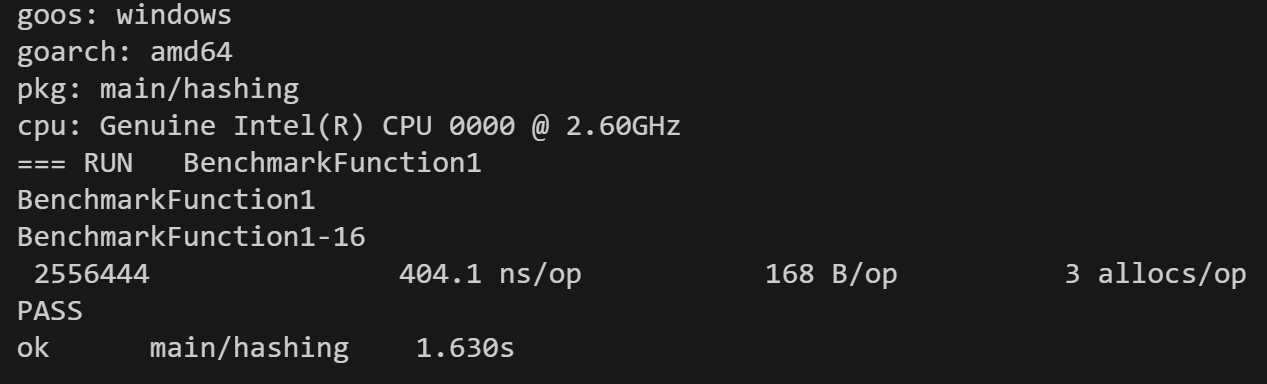 goos: windows
goarch: amd64
pkg: main/hashing
cpu: Genuine Intel(R) CPU 0000 @ 2.60GHz
=== RUN   BenchmarkFunction1
BenchmarkFunction1
BenchmarkFunction1-16
 2556444               404.1 ns/op           168 B/op          3 allocs/op
PASS
ok      main/hashing    1.630s